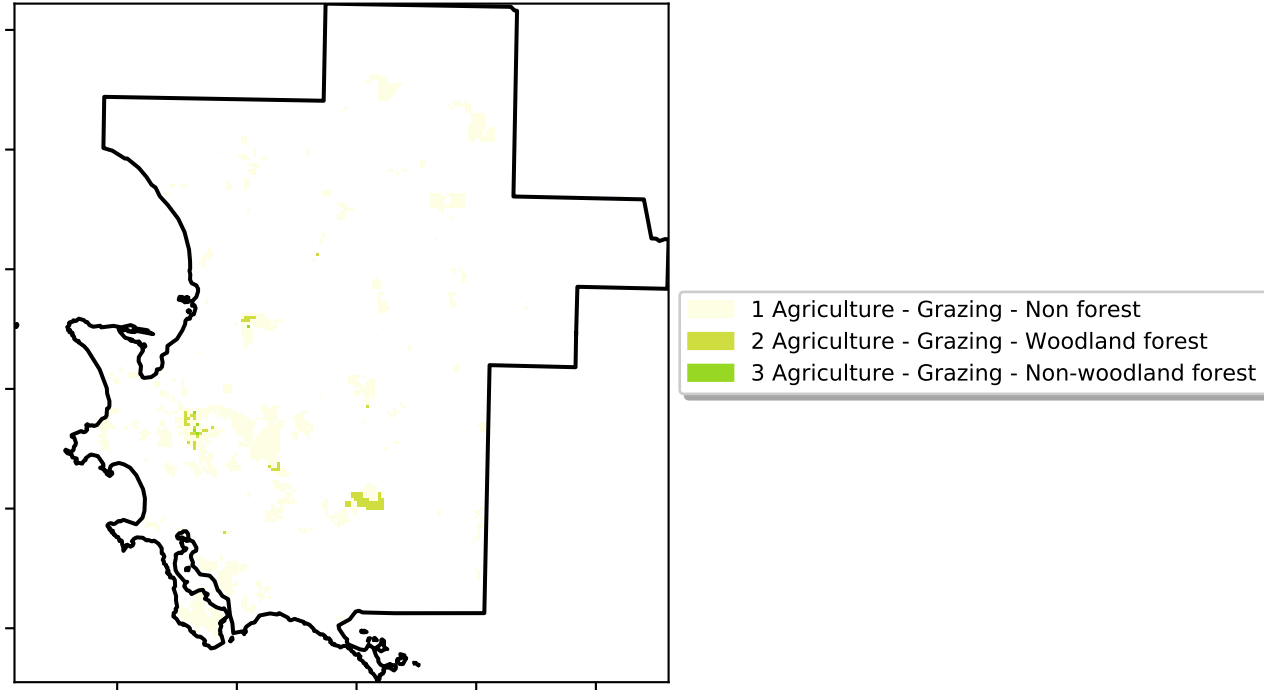 1 Agriculture - Grazing - Non forest
2 Agriculture - Grazing - Woodland forest
3 Agriculture - Grazing - Non-woodland forest